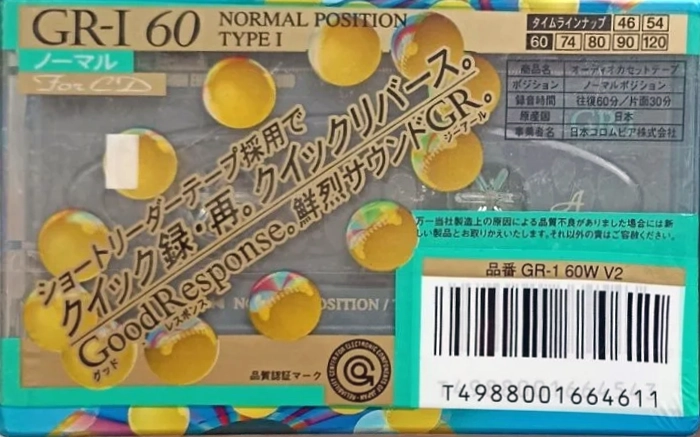 GR-I 60 NORMAL POSITION
TYPE I
ノーマル
For CD
タイムラインナップ 46 54
60 74 80 90 120
商品名 オーディオカセットテープ
ポジション ノーマルポジション
録音時間 往復60分/片面30分
原産国 日本
事業者名 日本コロムビア株式会社
ショートリーダーテープ採用で
クイック録・再。クイックリバース。
GoodResponse。鮮烈サウンドGR。
グッド レスポンス ジーアール
万一当社製造上の原因による品質不良がありました場合には新
しい製品とお取りかえいたします。それ以外の責はご容赦ください。
NORMAL POSITION/
品番 GR-1 60W V2
T4988001664611
品質認証マーク
RELIABILITY CENTER FOR ELECTRONIC COMPONENTS OF JAPAN